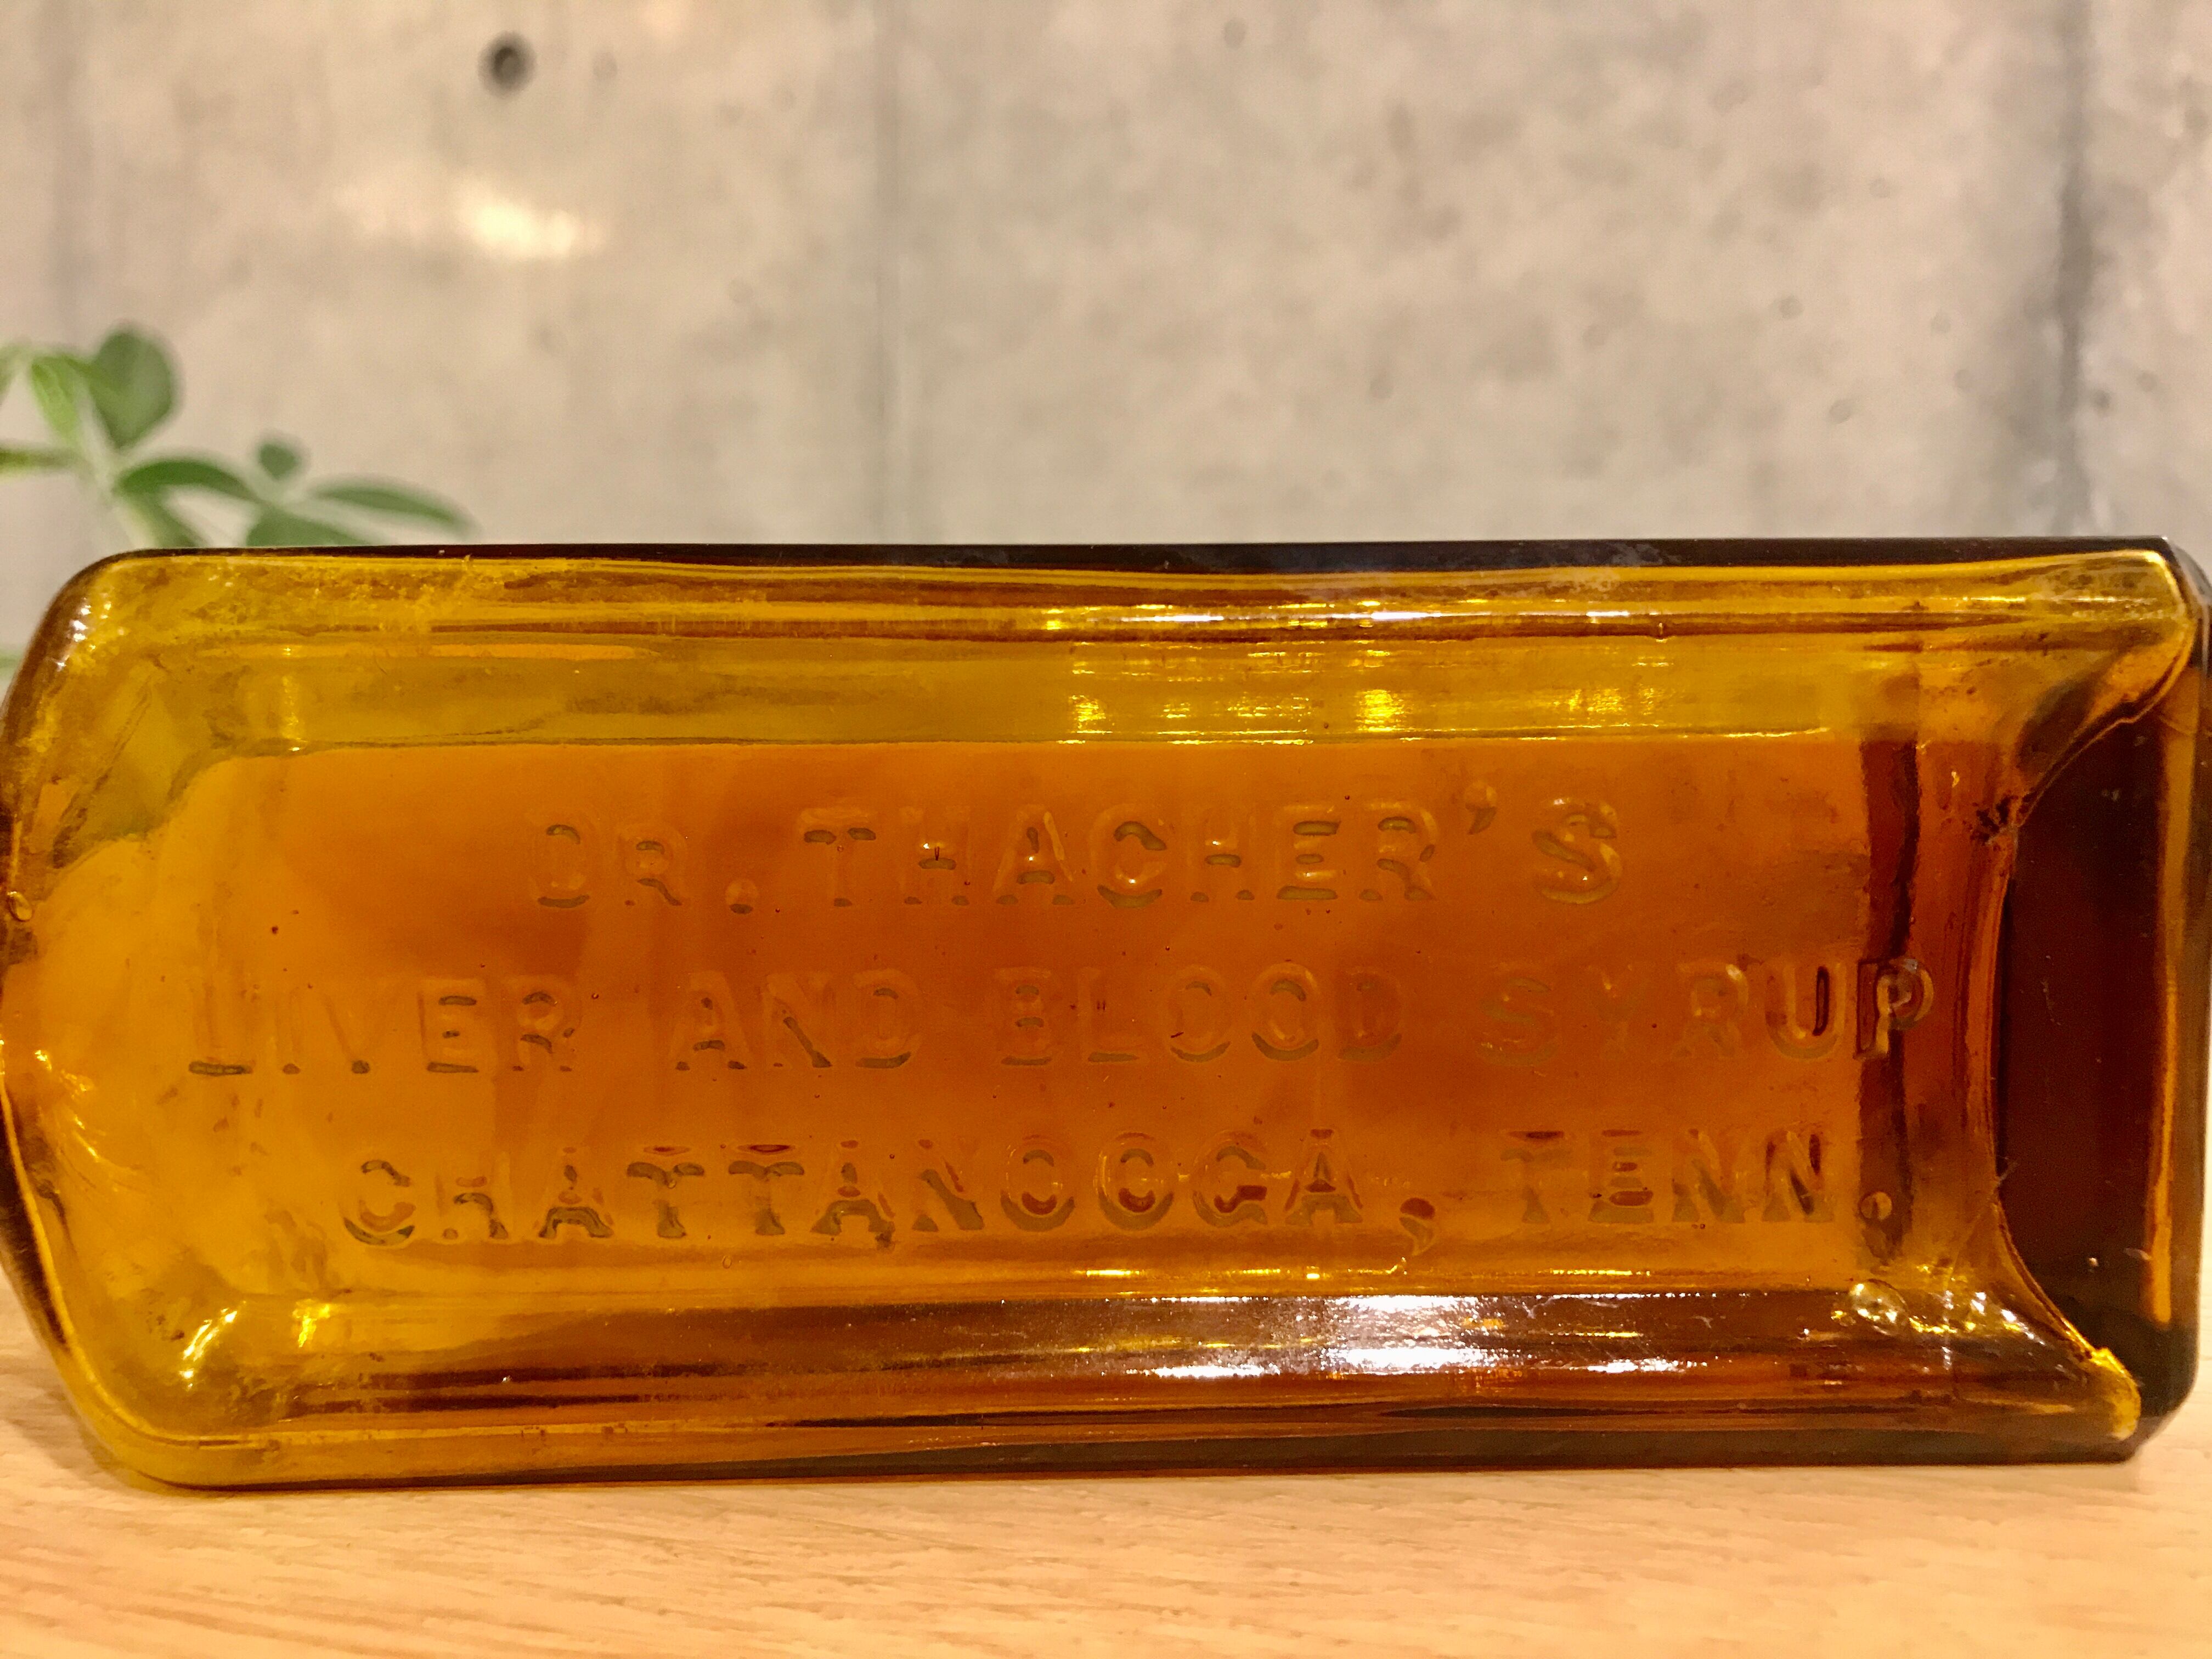 DR. THACHER'S
LIVER AND BLOOD SYRUP
CHATTANOOGA, TENN.